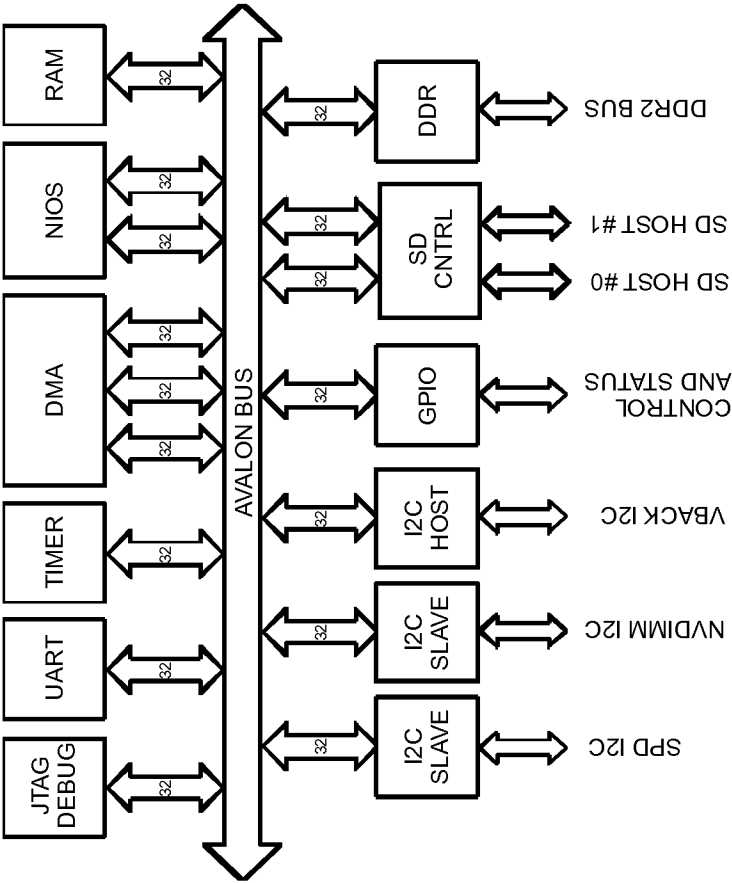 RAM
32
NIOS
32
32
DMA
32
32
32
TIMER
32
UART
32
JTAG
DEBUG
32
AVALON BUS
32
DDR
DDR2 BUS
32
32
SD
CNTRL
SD HOST #1
SD HOST #0
32
GPIO
CONTROL
AND STATUS
32
I2C
HOST
VBACK I2C
32
I2C
SLAVE
NVDIMM I2C
32
I2C
SLAVE
SPD I2C